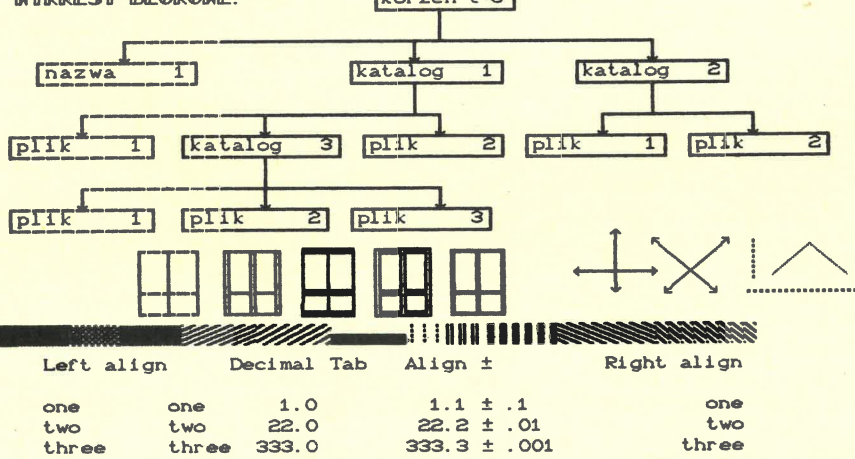 WYKRESY BLOKOWE:
nazwa 1 katalog 1 katalog 2
plik 1 katalog 3 plik 2 plik 1 plik 2
plik 1 plik 2 plik 3
Left align Decimal Tab Align ± Right align
one one 1.0 1.1 ± .1 one
two two 22.0 22.2 ± .01 two
three three 333.0 333.3 ± .001 three